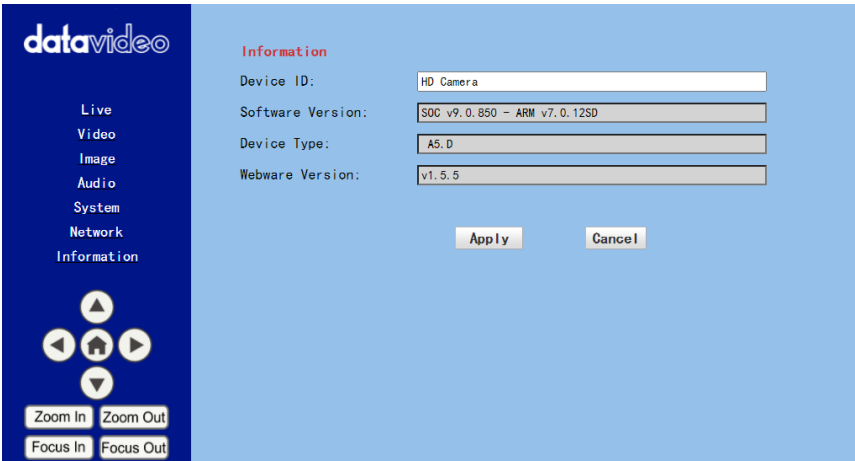 datavideo
Live
Video
Image
Audio
System
Network
Information
Zoom In Zoom Out
Focus In Focus Out
Information
Device ID: HD Camera
Software Version: SOC v9.0.850 - ARM v7.0.12SD
Device Type: A5.D
Webware Version: v1.5.5
Apply Cancel